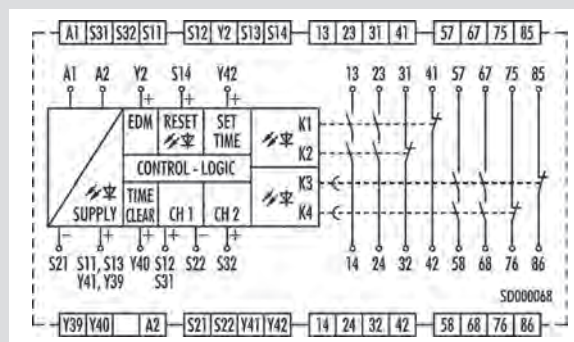 A1 S31 S32 S11 S12 Y2 S13 S14 13 23 31 41 57 67 75 85
A1 A2 Y2 S14 Y42 13 23 31 41 57 67 75 85
+ + +
EDM RESET SET TIME K1
K2
CONTROL - LOGIC
SUPPLY TIME CLEAR CH 1 CH 2 K3
K4
- + + + - +
S21 S11, S13 Y40 S12 S22 S32 14 24 32 42 58 68 76 86
Y41, Y39 S31
SD000068
Y39 Y40 A2 S21 S22 Y41 Y42 14 24 32 42 58 68 76 86